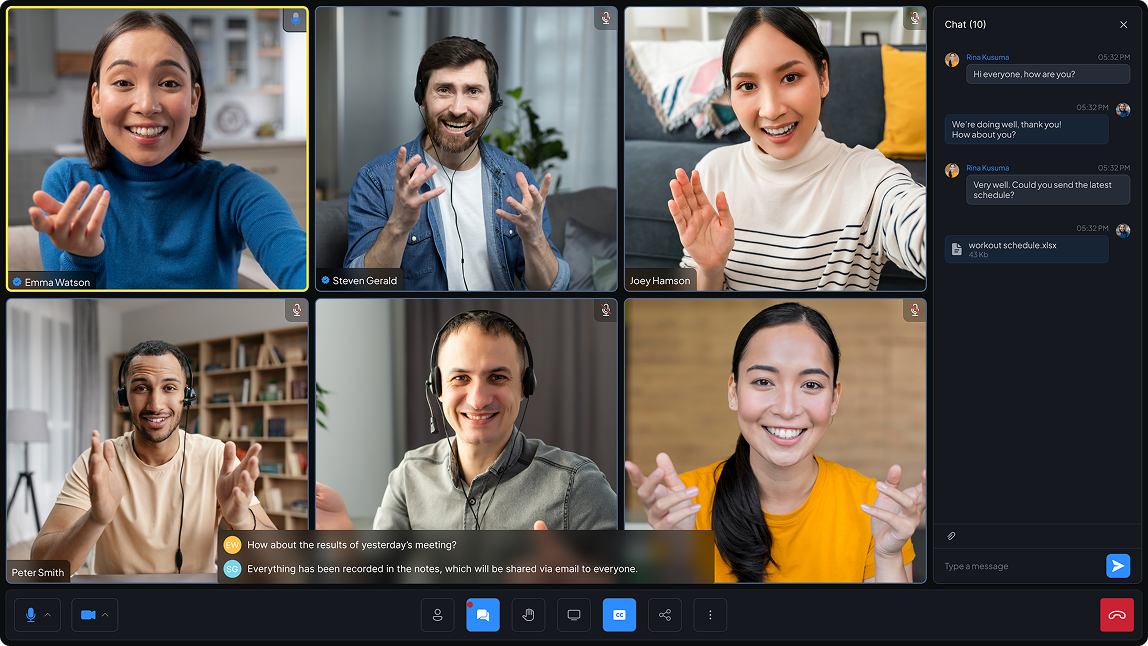 Emma Watson
Steven Gerald
Joey Hamson
Peter Smith
EW How about the results of yesterday's meeting?
SG Everything has been recorded in the notes, which will be shared via email to everyone.
CC
Chat (10)
Rina Kusuma 05:32 PM
Hi everyone, how are you?
05:32 PM
We're doing well, thank you!
How about you?
Rina Kusuma 05:32 PM
Very well. Could you send the latest
schedule?
05:32 PM
workout schedule.xlsx
43 Kb
Type a message